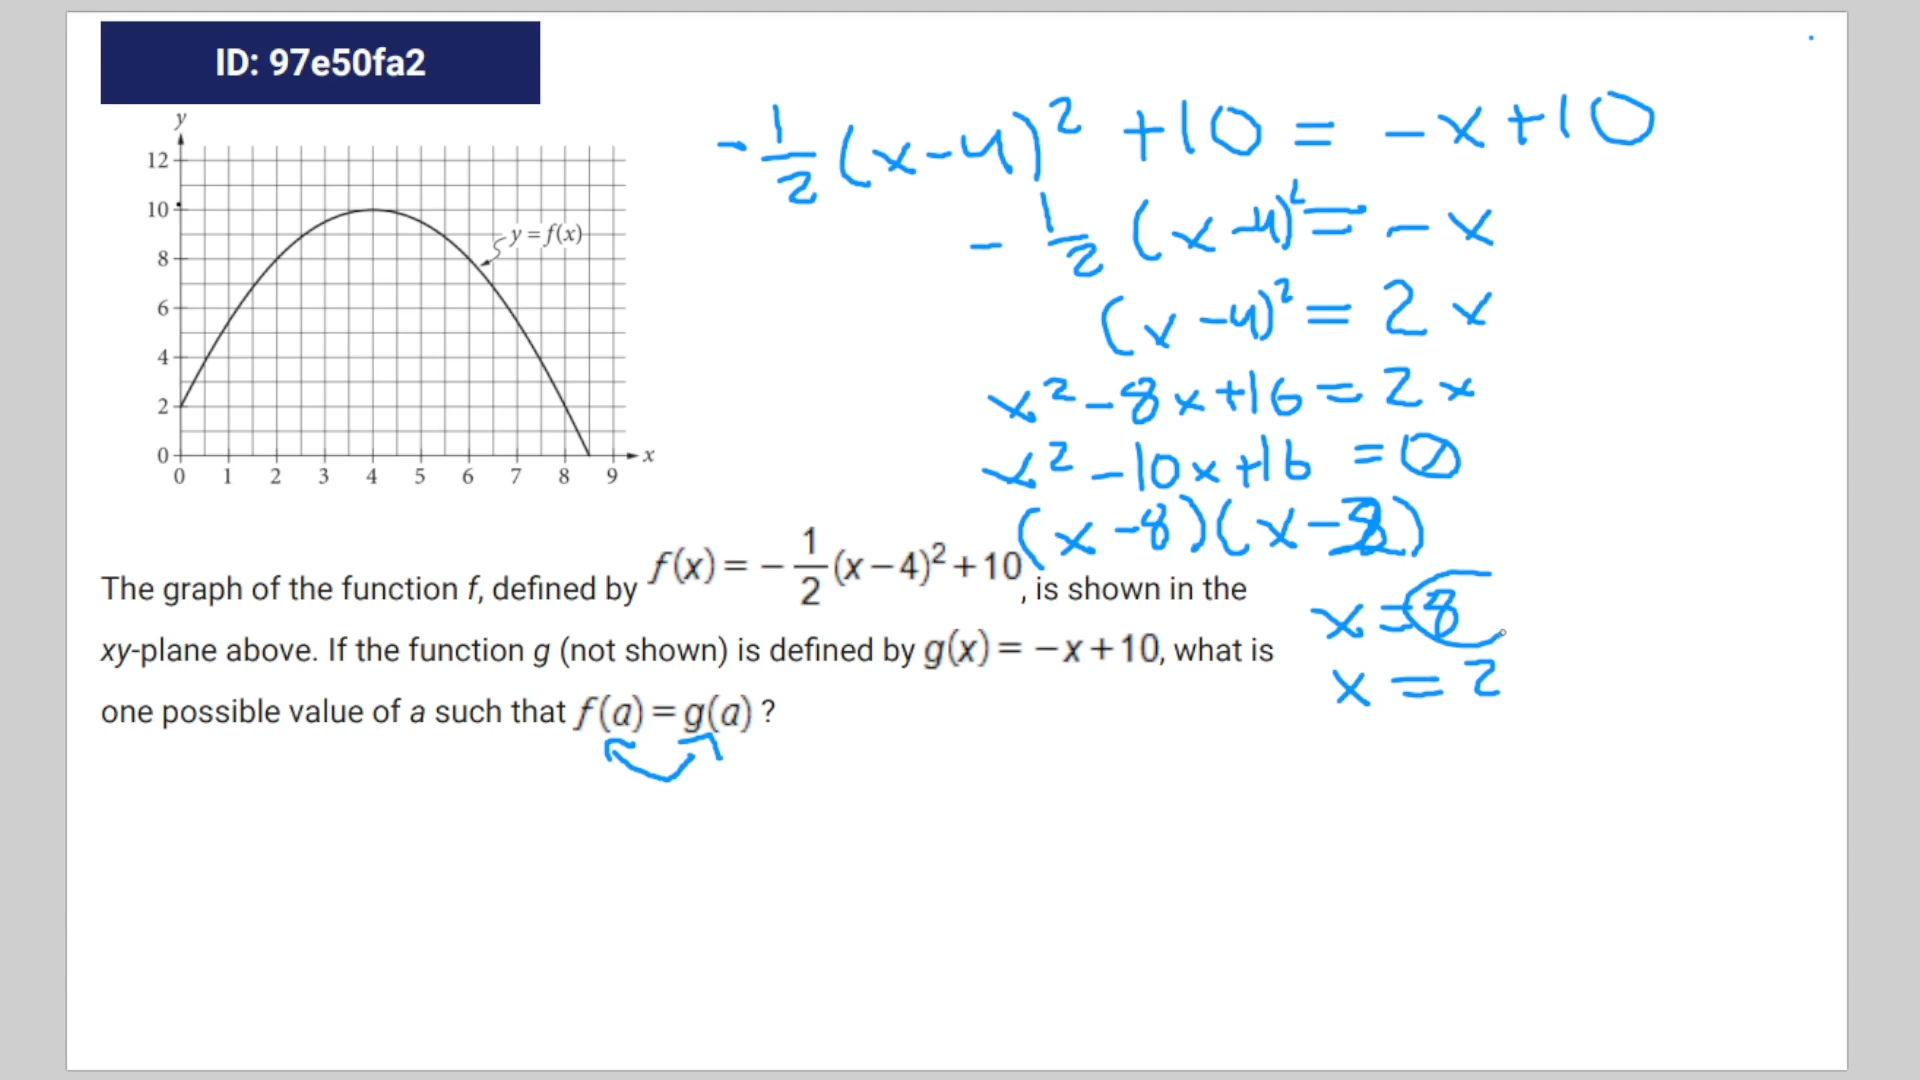 ID: 97e50fa2
y
12
10
8
6
4
2
0
y = f(x)
x
0 1 2 3 4 5 6 7 8 9
-1/2(x-4)² +10 = -x+10
-1/2(x-4)² = -x
(x-4)² = 2x
x²-8x+16=2x
x²-10x+16 =0
(x-8)(x-2)
x=8
x=2
The graph of the function f, defined by f(x) = -1/2(x-4)²+10, is shown in the
xy-plane above. If the function g (not shown) is defined by g(x) = -x+10, what is
one possible value of a such that f(a)=g(a) ?